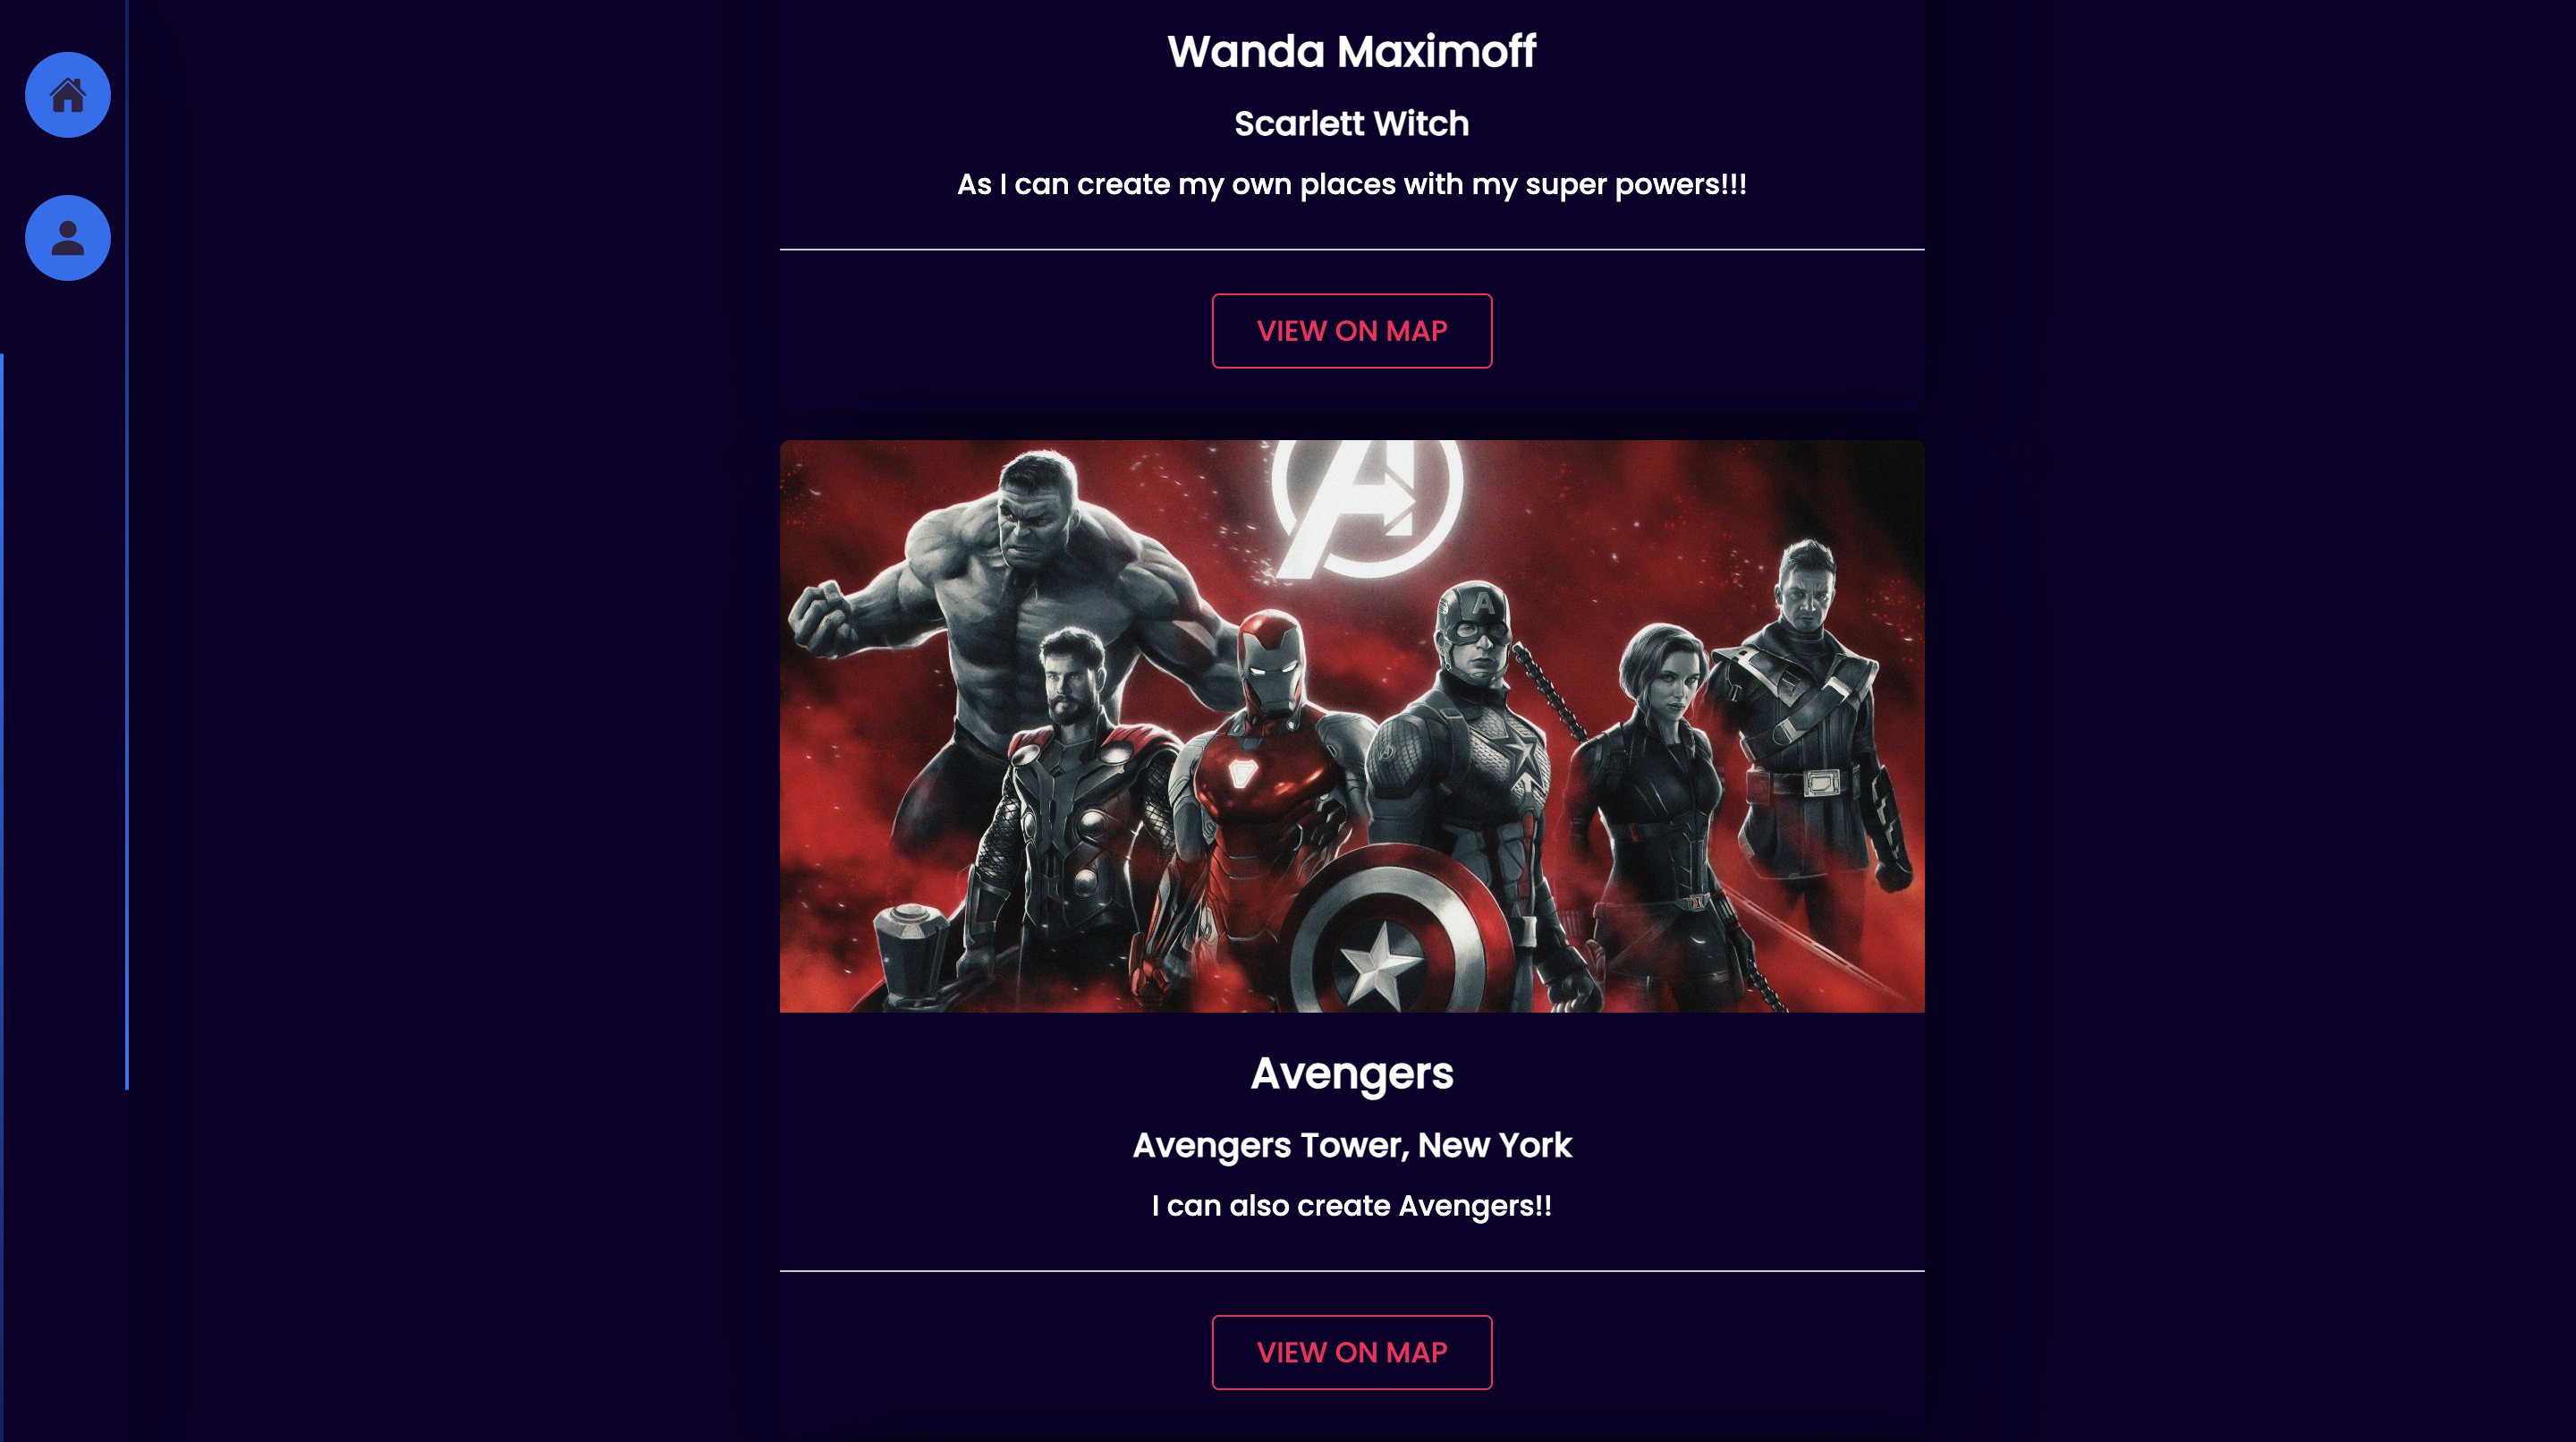 Wanda Maximoff
Scarlett Witch
As I can create my own places with my super powers!!!
VIEW ON MAP
A
A
Avengers
Avengers Tower, New York
I can also create Avengers!!
VIEW ON MAP